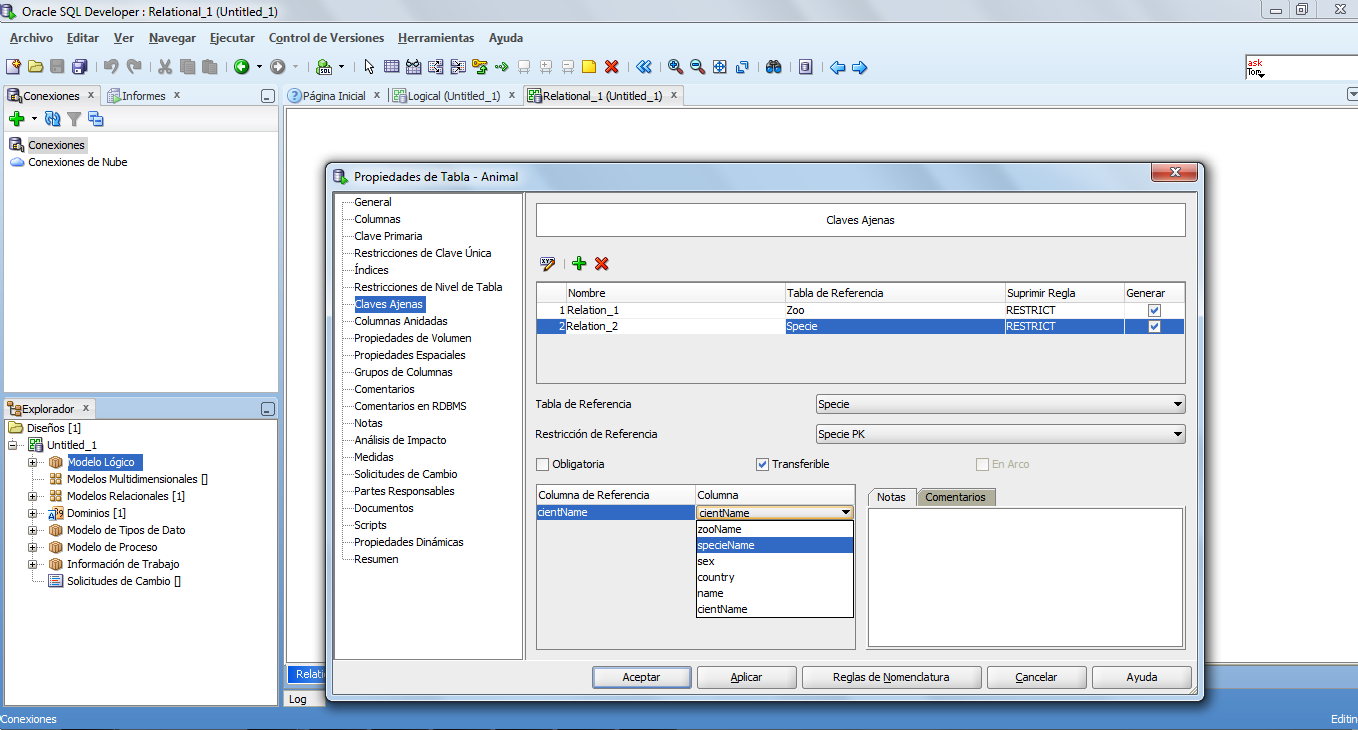 Oracle SQL Developer : Relational_1 (Untitled_1)
Archivo Editar Ver Navegar Ejecutar Control de Versiones Herramientas Ayuda
ask
Tom
Conexiones x Informes x
Página Inicial x Logical (Untitled_1) x Relational_1 (Untitled_1) x
Conexiones
Conexiones de Nube
Explorador x
Diseños [1]
Untitled_1
Modelo Lógico
Modelos Multidimensionales []
Modelos Relacionales [1]
Dominios [1]
Modelo de Tipos de Dato
Modelo de Proceso
Información de Trabajo
Solicitudes de Cambio []
Propiedades de Tabla - Animal
General
Columnas
Clave Primaria
Restricciones de Clave Única
Índices
Restricciones de Nivel de Tabla
Claves Ajenas
Columnas Anidadas
Propiedades de Volumen
Propiedades Espaciales
Grupos de Columnas
Comentarios
Comentarios en RDBMS
Notas
Análisis de Impacto
Medidas
Solicitudes de Cambio
Partes Responsables
Documentos
Scripts
Propiedades Dinámicas
Resumen
Claves Ajenas
Nombre Tabla de Referencia Suprimir Regla Generar
1 Relation_1 Zoo RESTRICT
2 Relation_2 Specie RESTRICT
Tabla de Referencia Specie
Restricción de Referencia Specie PK
Obligatoria Transferible En Arco
Columna de Referencia Columna
cientName cientName
zooName
specieName
sex
country
name
cientName
Notas Comentarios
Aceptar Aplicar Reglas de Nomenclatura Cancelar Ayuda
Relati
Log
Conexiones
Editin